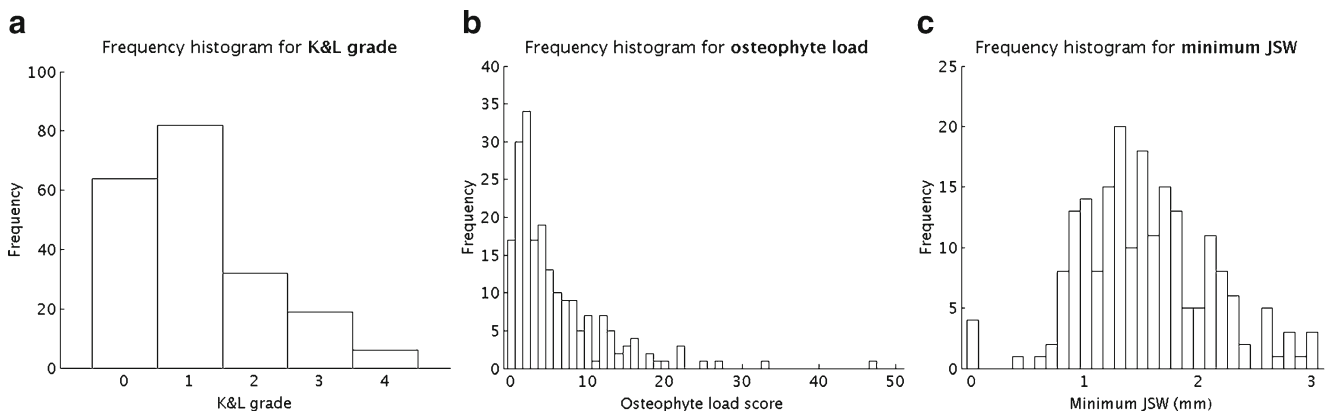 a
Frequency histogram for K&L grade
100
80
60
40
20
0
Frequency
0 1 2 3 4
K&L grade
b
Frequency histogram for osteophyte load
40
35
30
25
20
15
10
5
0
Frequency
0 10 20 30 40 50
Osteophyte load score
c
Frequency histogram for minimum JSW
25
20
15
10
5
0
Frequency
0 1 2 3
Minimum JSW (mm)